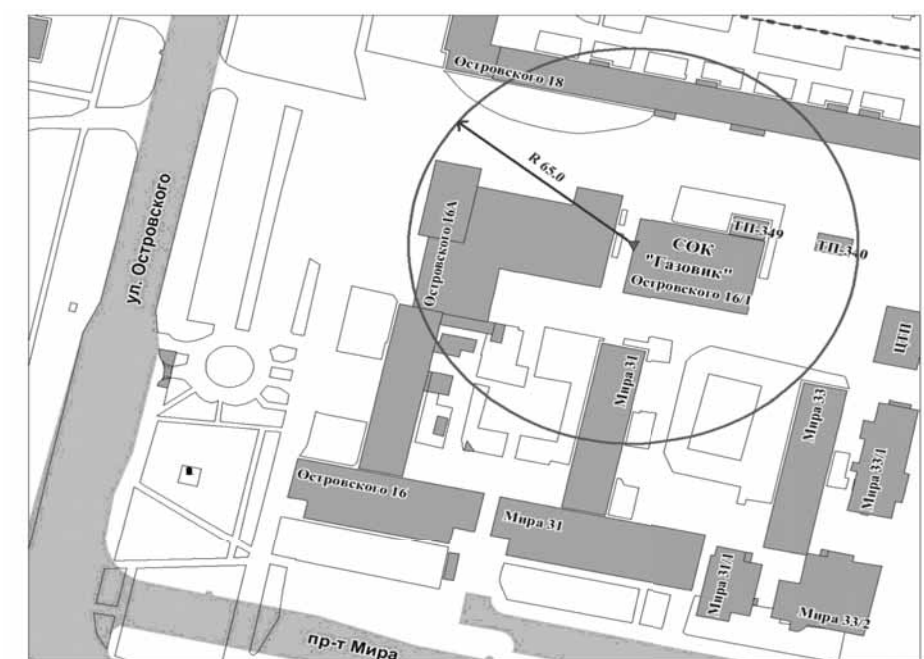 Островского 18
R 65.0
Островского 16А
ТП-349
СОК
"Газовик"
Островского 16/1
ТП-340
ул. Островского
ЦТП
Мира 31
Мира 33
Мира 33/1
Островского 16
Мира 31
Мира 31/1
Мира 33/2
пр-т Мира